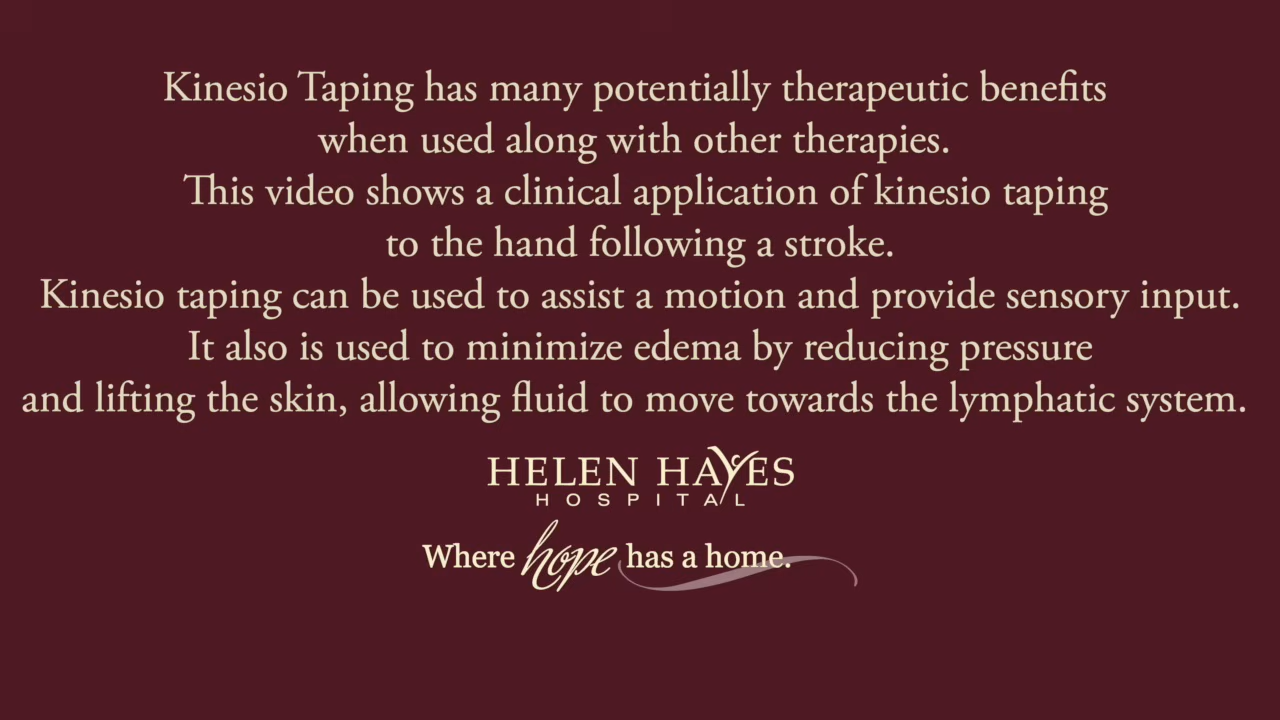 Kinesio Taping has many potentially therapeutic benefits
when used along with other therapies.
This video shows a clinical application of kinesio taping
to the hand following a stroke.
Kinesio taping can be used to assist a motion and provide sensory input.
It also is used to minimize edema by reducing pressure
and lifting the skin, allowing fluid to move towards the lymphatic system.
HELEN HAYES
HOSPITAL
Where hope has a home.